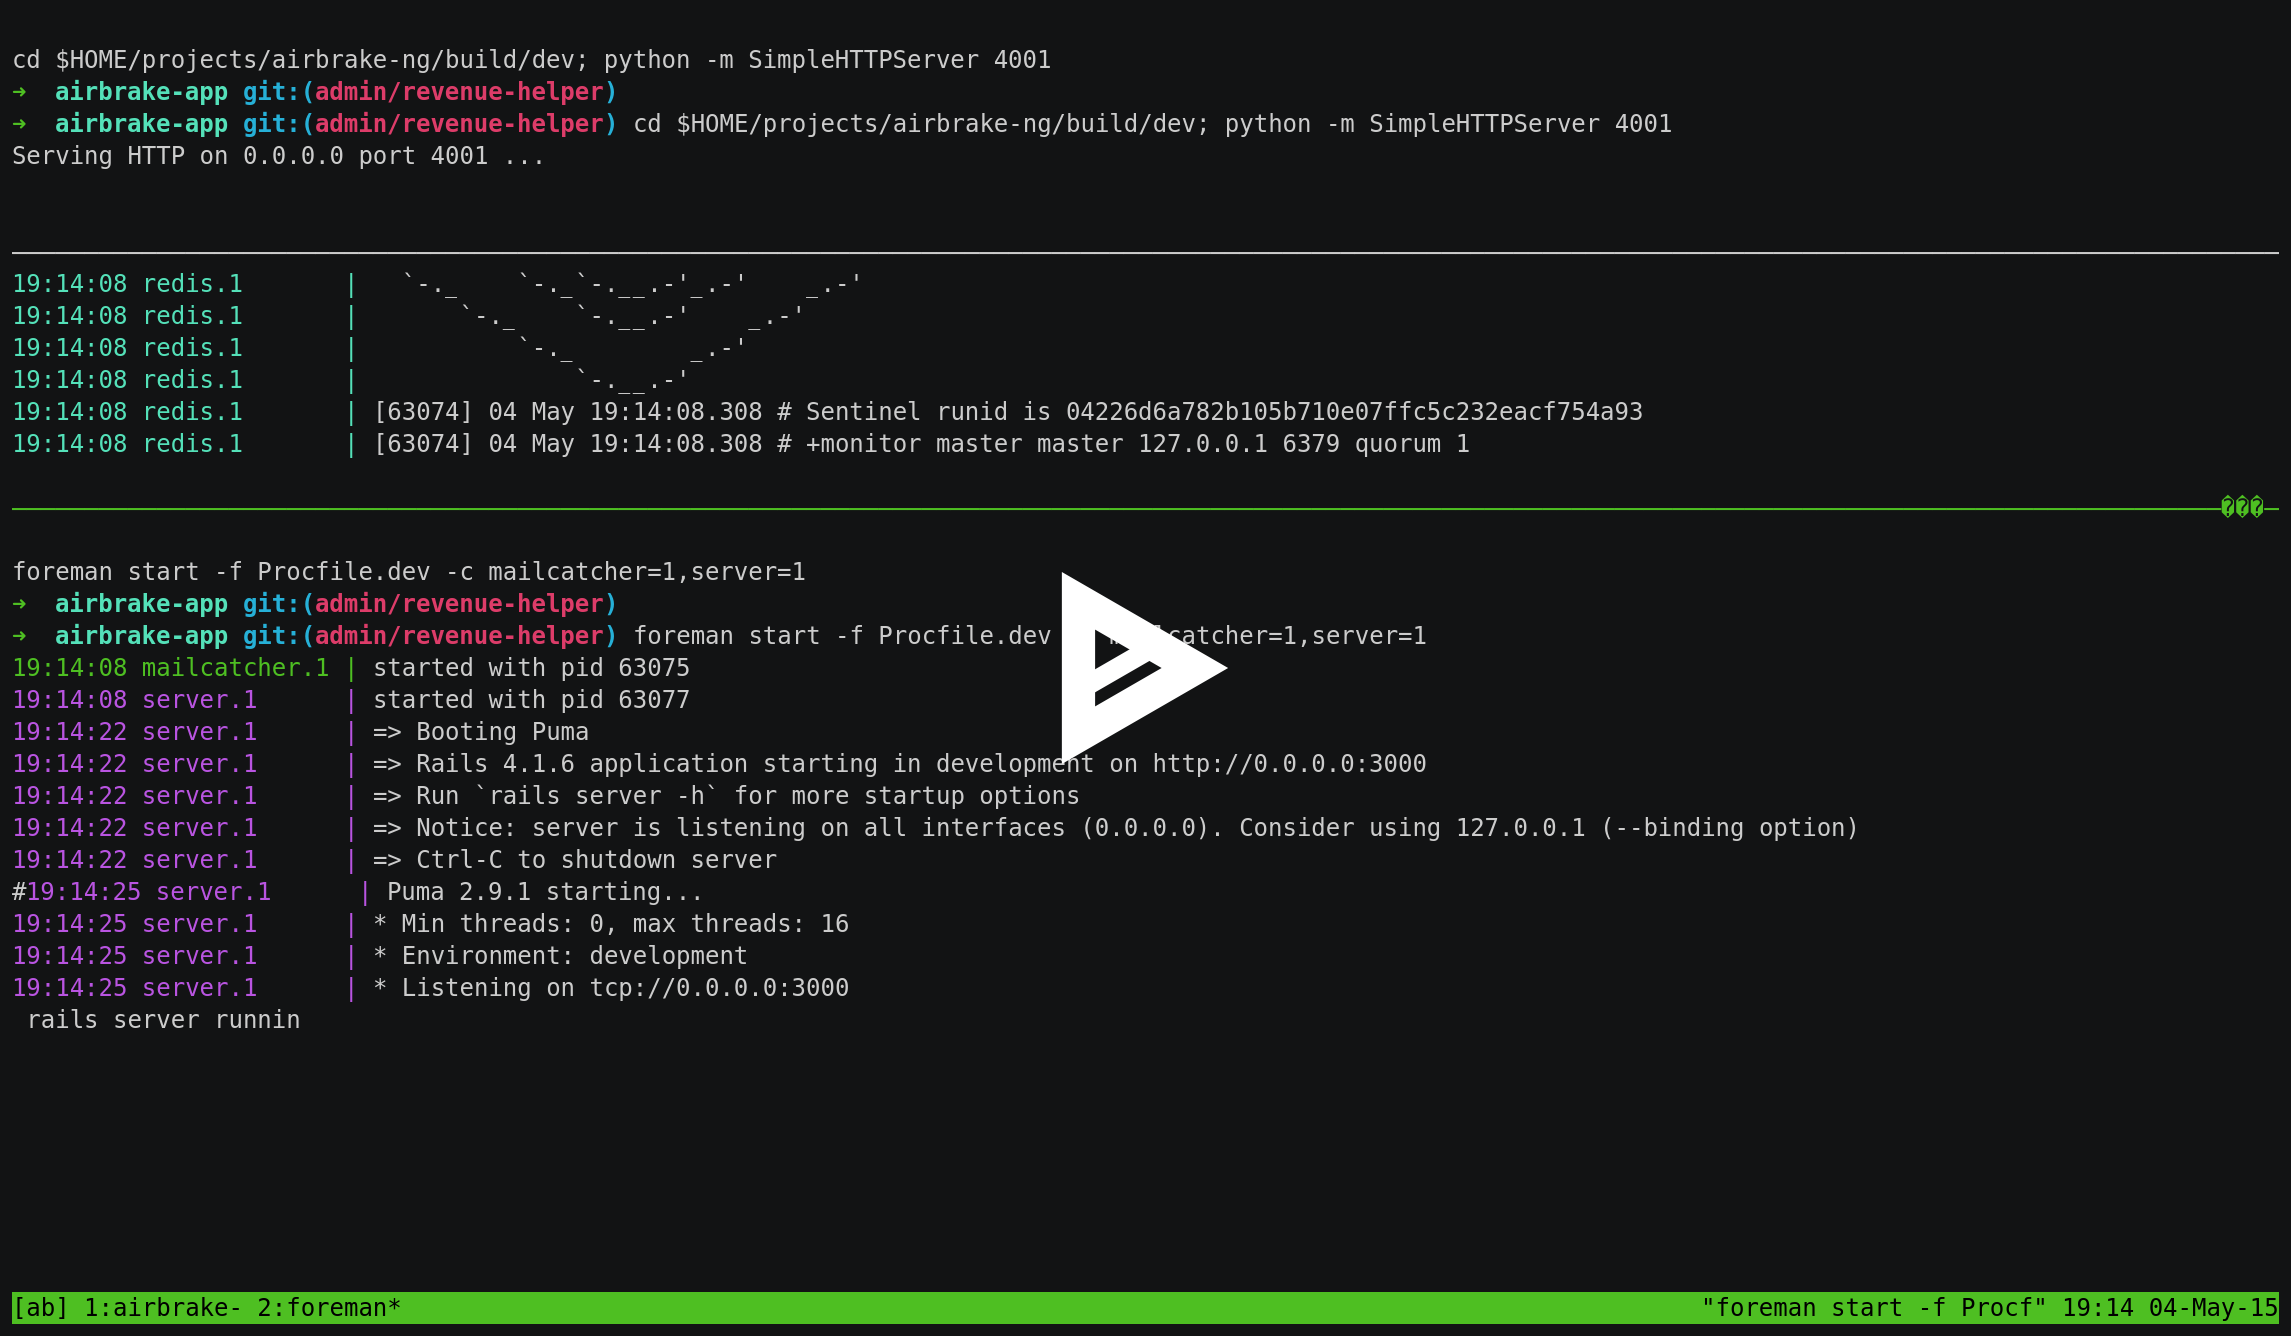 cd $HOME/projects/airbrake-ng/build/dev; python -m SimpleHTTPServer 4001
➜  airbrake-app git:(admin/revenue-helper)
➜  airbrake-app git:(admin/revenue-helper) cd $HOME/projects/airbrake-ng/build/dev; python -m SimpleHTTPServer 4001
Serving HTTP on 0.0.0.0 port 4001 ...
19:14:08 redis.1       |   `-._    `-._`-.__.-'_.-'    _.-'
19:14:08 redis.1       |       `-._    `-.__.-'    _.-'
19:14:08 redis.1       |           `-._        _.-'
19:14:08 redis.1       |               `-.__.-'
19:14:08 redis.1       | [63074] 04 May 19:14:08.308 # Sentinel runid is 04226d6a782b105b710e07ffc5c232eacf754a93
19:14:08 redis.1       | [63074] 04 May 19:14:08.308 # +monitor master master 127.0.0.1 6379 quorum 1
���
foreman start -f Procfile.dev -c mailcatcher=1,server=1
➜  airbrake-app git:(admin/revenue-helper)
➜  airbrake-app git:(admin/revenue-helper) foreman start -f Procfile.dev mailcatcher=1,server=1
19:14:08 mailcatcher.1 | started with pid 63075
19:14:08 server.1      | started with pid 63077
19:14:22 server.1      | => Booting Puma
19:14:22 server.1      | => Rails 4.1.6 application starting in development on http://0.0.0.0:3000
19:14:22 server.1      | => Run `rails server -h` for more startup options
19:14:22 server.1      | => Notice: server is listening on all interfaces (0.0.0.0). Consider using 127.0.0.1 (--binding option)
19:14:22 server.1      | => Ctrl-C to shutdown server
#19:14:25 server.1      | Puma 2.9.1 starting...
19:14:25 server.1      | * Min threads: 0, max threads: 16
19:14:25 server.1      | * Environment: development
19:14:25 server.1      | * Listening on tcp://0.0.0.0:3000
 rails server runnin
[ab] 1:airbrake- 2:foreman* "foreman start -f Procf" 19:14 04-May-15